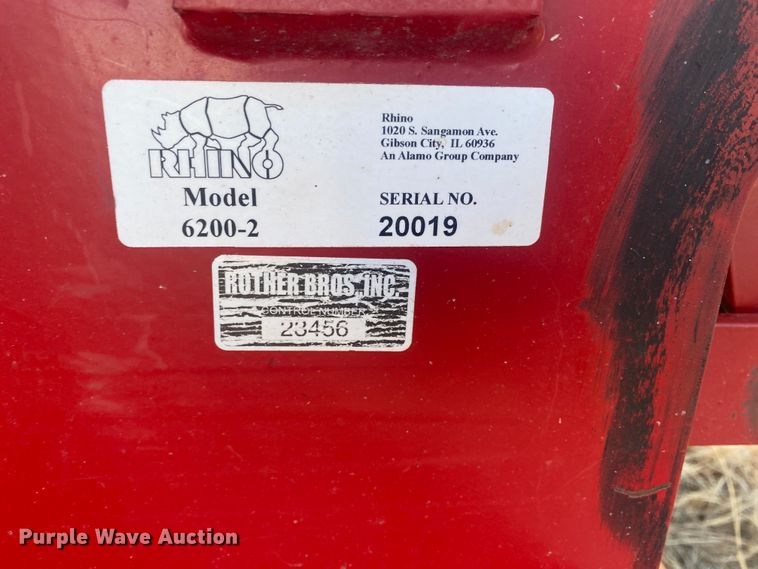 RHINO
Model
6200-2
Rhino
1020 S. Sangamon Ave.
Gibson City, IL 60936
An Alamo Group Company
SERIAL NO.
20019
ROTHER BROS., INC.
CONTROL NUMBER
23456
Purple Wave Auction